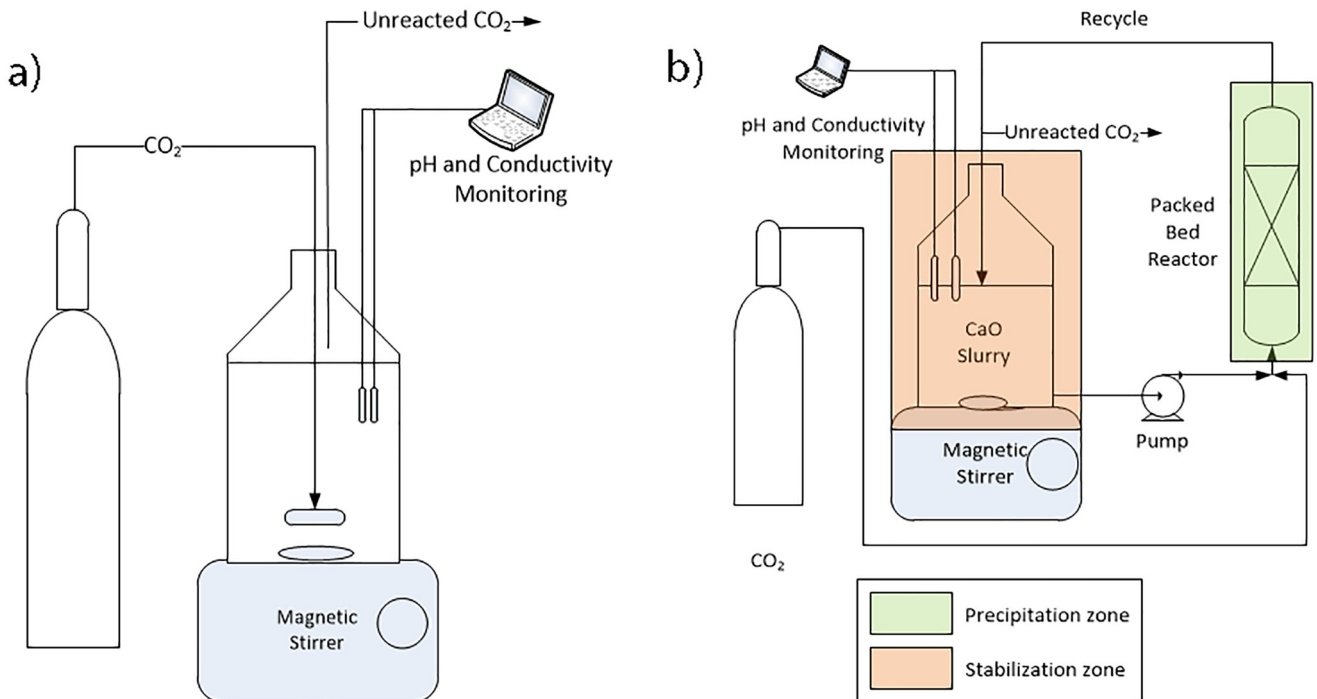 a)
Unreacted CO₂
CO₂
pH and Conductivity
Monitoring
Magnetic
Stirrer
b)
Recycle
pH and Conductivity
Monitoring
Unreacted CO₂
Packed
Bed
Reactor
CaO
Slurry
Pump
Magnetic
Stirrer
CO₂
Precipitation zone
Stabilization zone